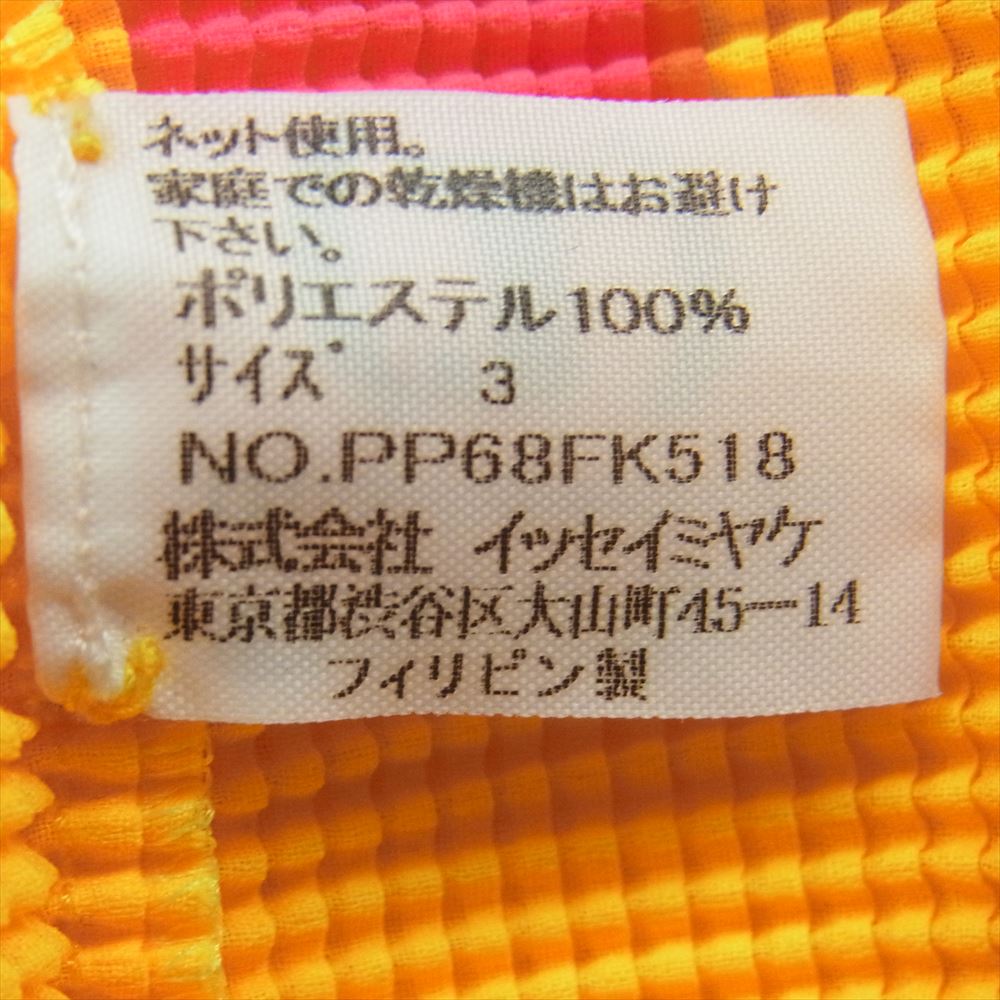 ネット使用。
家庭での乾燥機はお避け
下さい。
ポリエステル100%
サイズ 3
NO.PP68FK518
株式会社 イッセイミヤケ
東京都渋谷区大山町45ー14
フィリピン製